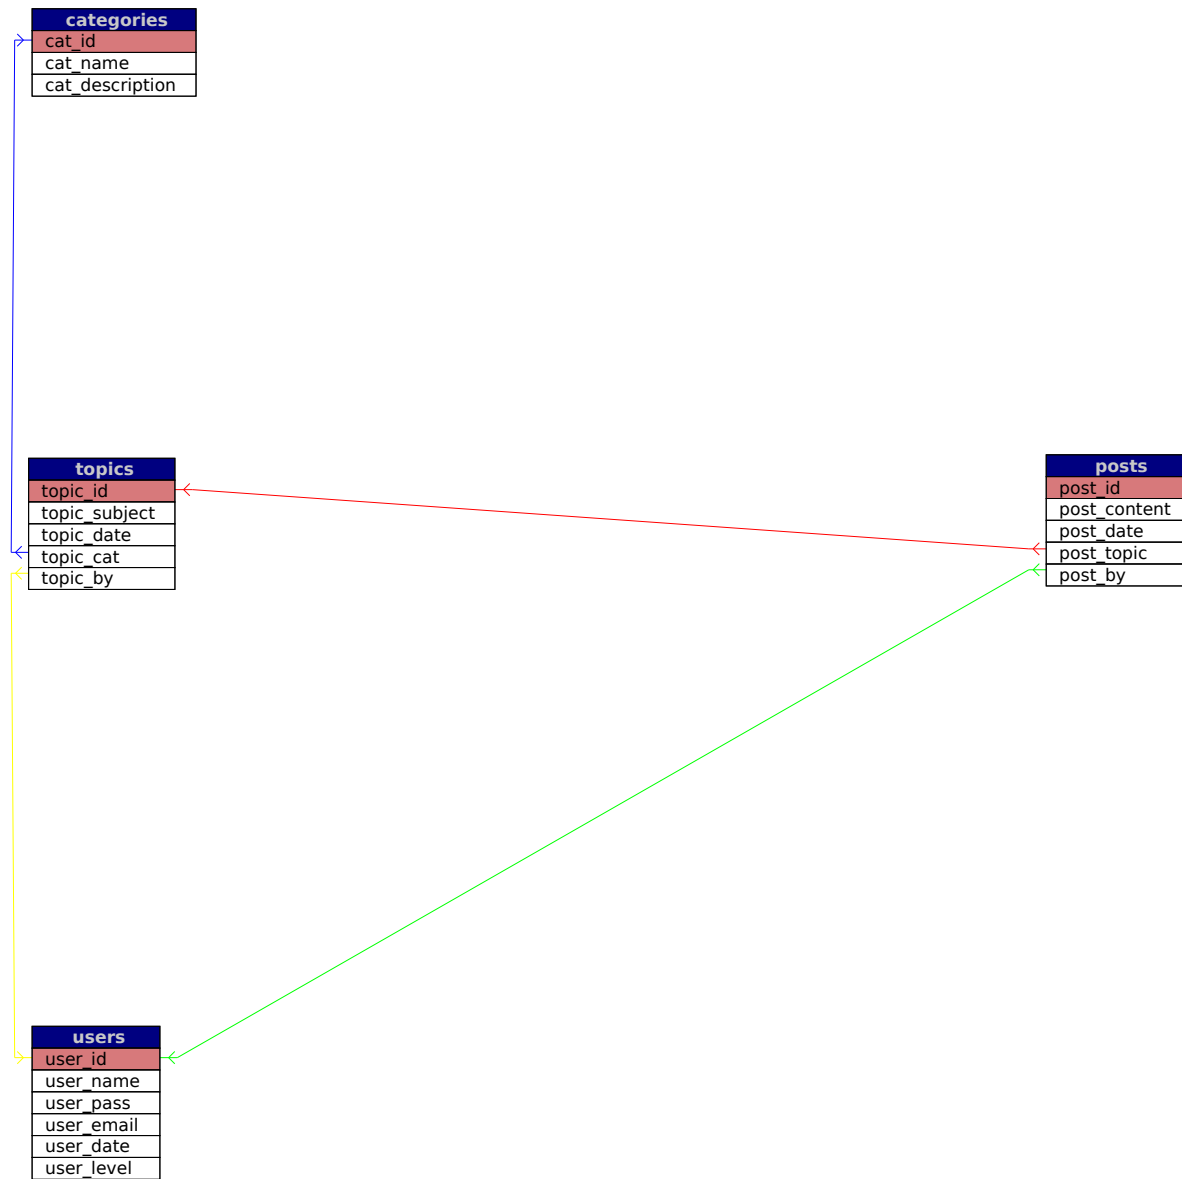 categories
cat_id
cat_name
cat_description
topics
topic_id
topic_subject
topic_date
topic_cat
topic_by
posts
post_id
post_content
post_date
post_topic
post_by
users
user_id
user_name
user_pass
user_email
user_date
user_level